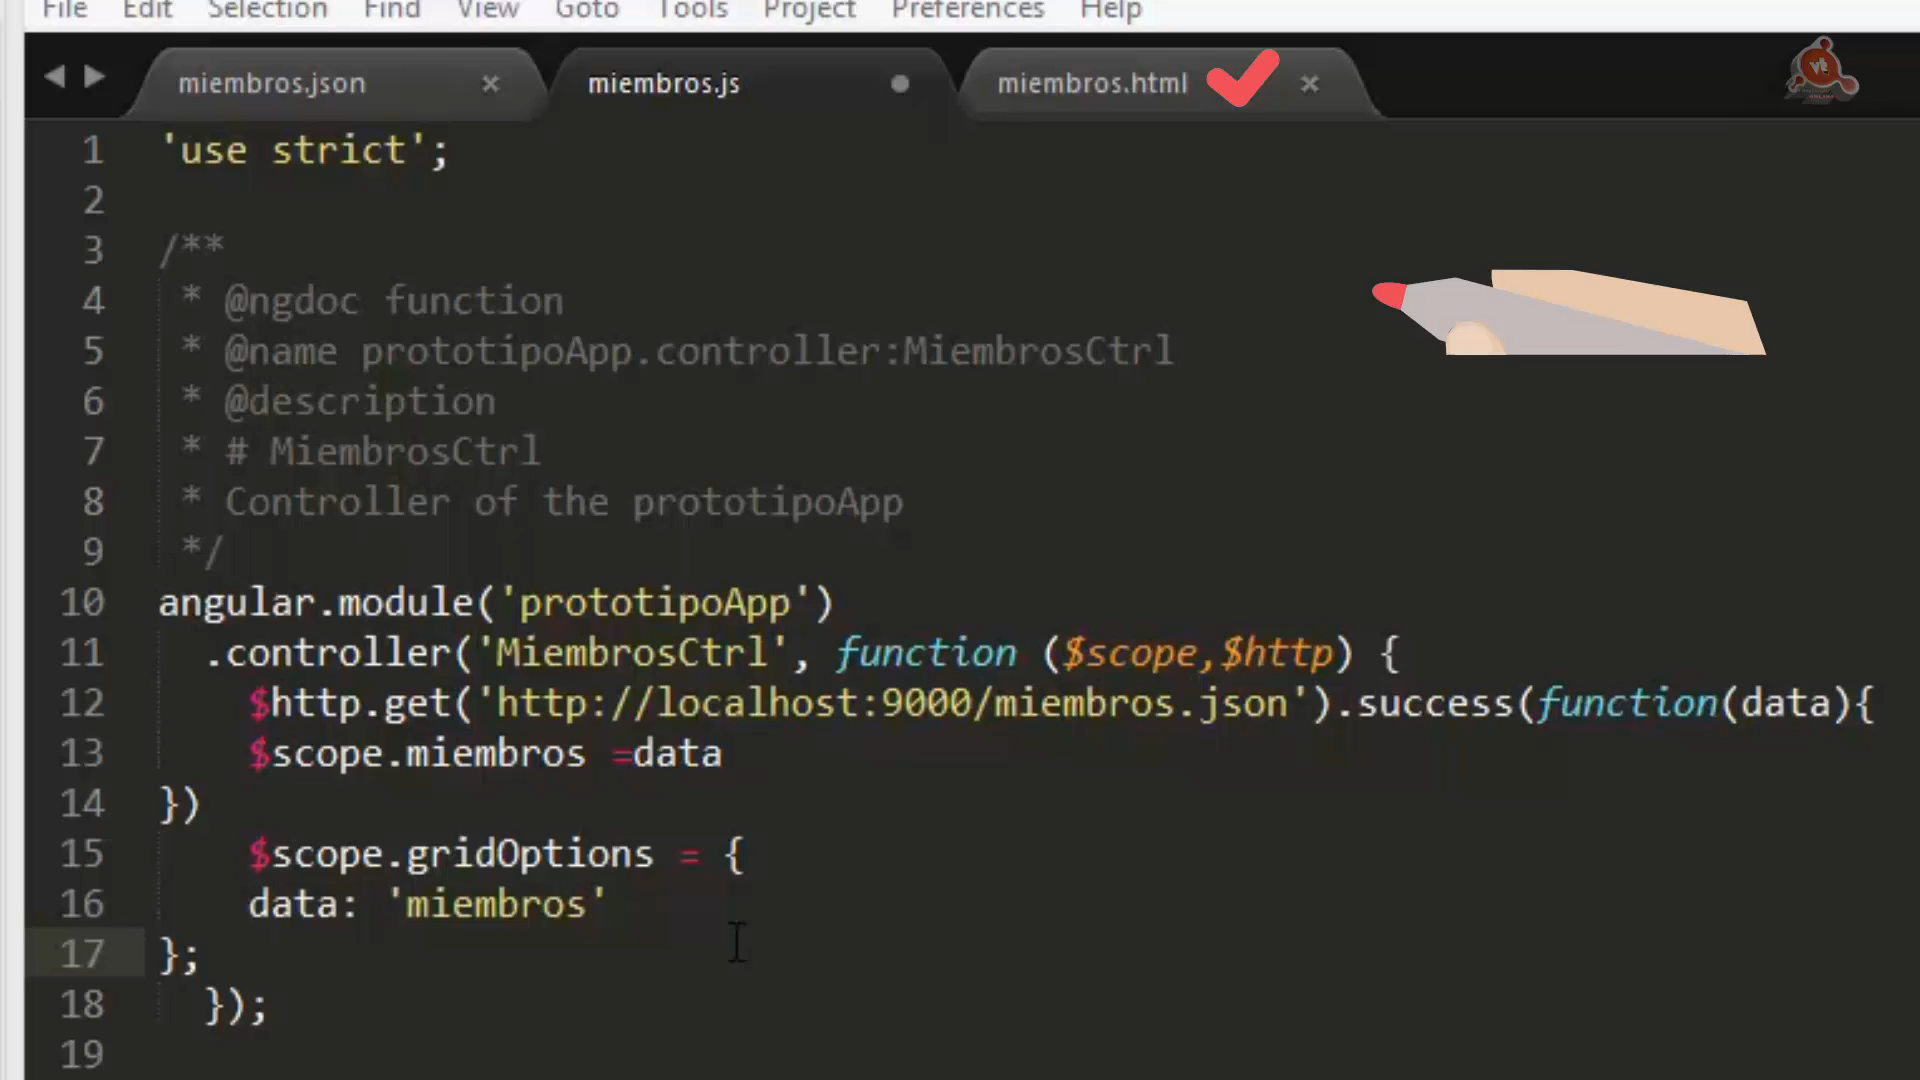 File Edit Selection Find View Goto Tools Project Preferences Help
miembros.json × miembros.js miembros.html ×
1 'use strict';
2
3 /**
4 * @ngdoc function
5 * @name prototipoApp.controller:MiembrosCtrl
6 * @description
7 * # MiembrosCtrl
8 * Controller of the prototipoApp
9 */
10 angular.module('prototipoApp')
11 .controller('MiembrosCtrl', function ($scope,$http) {
12 $http.get('http://localhost:9000/miembros.json').success(function(data){
13 $scope.miembros =data
14 })
15 $scope.gridOptions = {
16 data: 'miembros'
17 };
18 });
19